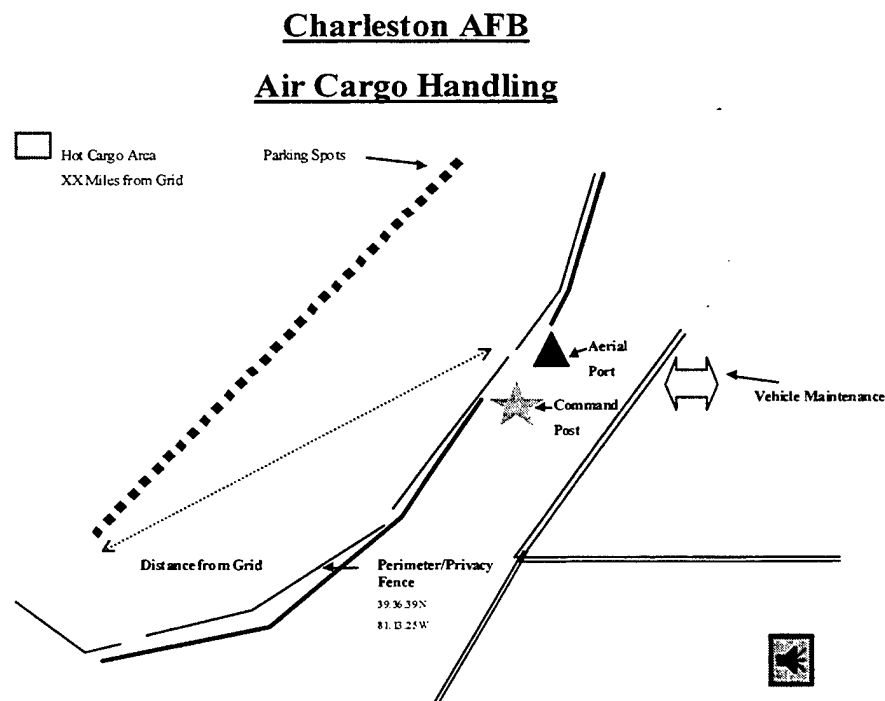 Charleston AFB
Air Cargo Handling
Hot Cargo Area
XX Miles from Grid
Parking Spots
Aerial
Port
Command
Post
Vehicle Maintenance
Distance from Grid
Perimeter/Privacy
Fence
39.36.39N
81.13.25W